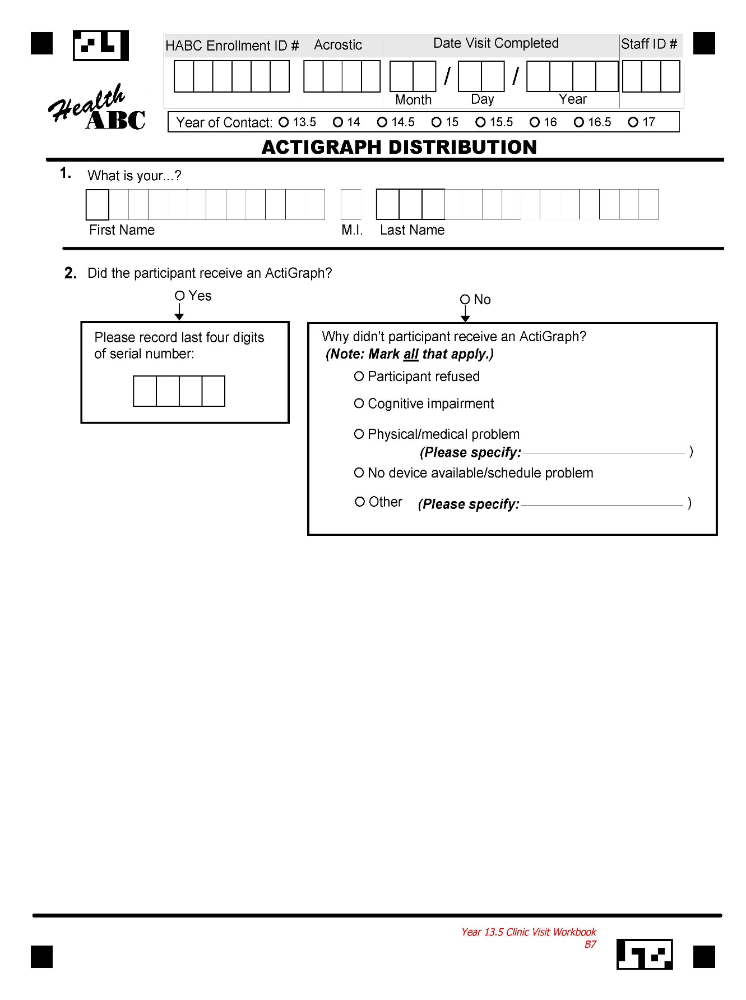 HABC Enrollment ID # Acrostic Date Visit Completed Staff ID #
/ /
Month Day Year
Health
ABC
Year of Contact: O 13.5 O 14 O 14.5 O 15 O 15.5 O 16 O 16.5 O 17
ACTIGRAPH DISTRIBUTION
1. What is your...?
First Name M.I. Last Name
2. Did the participant receive an ActiGraph?
O Yes
O No
Please record last four digits
of serial number:
Why didn't participant receive an ActiGraph?
(Note: Mark all that apply.)
O Participant refused
O Cognitive impairment
O Physical/medical problem
(Please specify: )
O No device available/schedule problem
O Other (Please specify: )
Year 13.5 Clinic Visit Workbook
B7